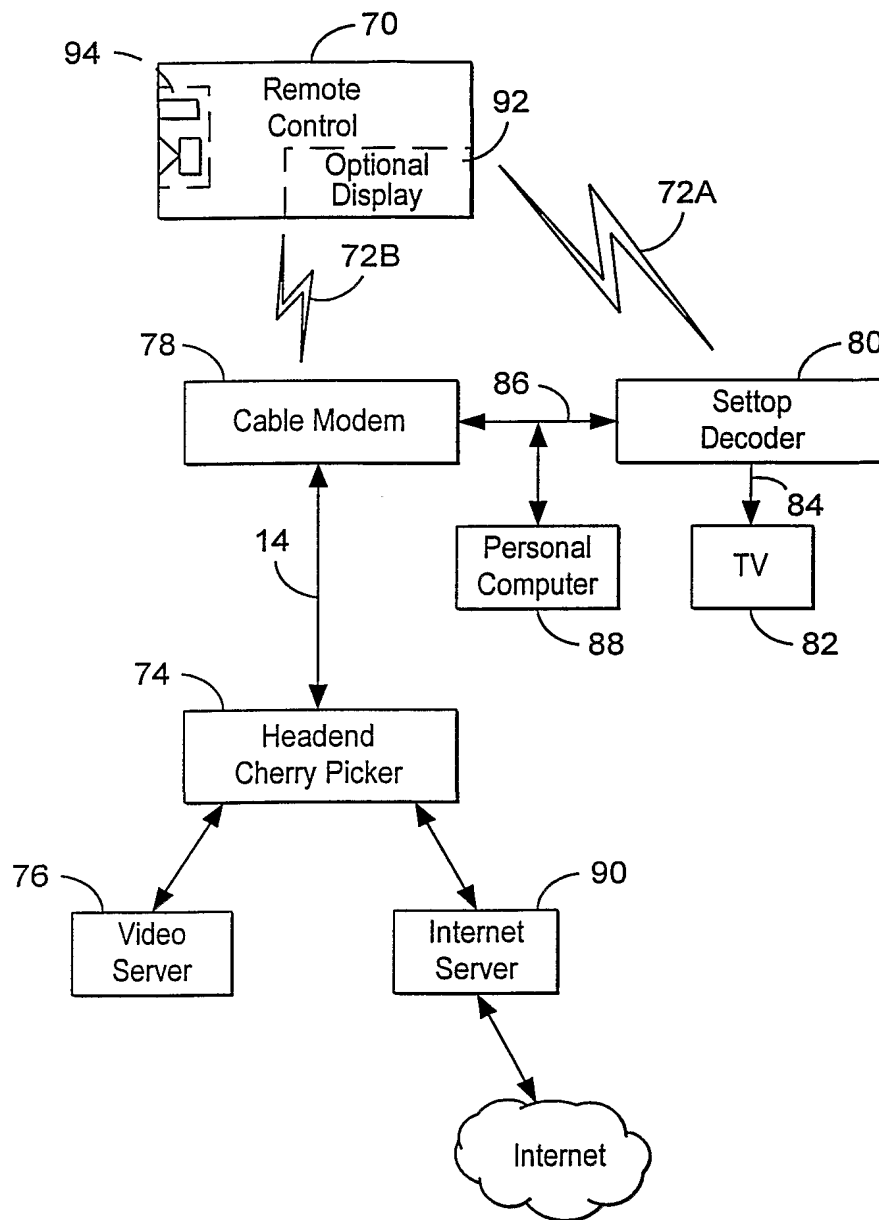 70
94
Remote
Control
92
Optional
Display
72A
72B
78
80
86
Cable Modem
Settop
Decoder
84
14
Personal
Computer
TV
88
82
74
Headend
Cherry Picker
76
90
Video
Server
Internet
Server
Internet